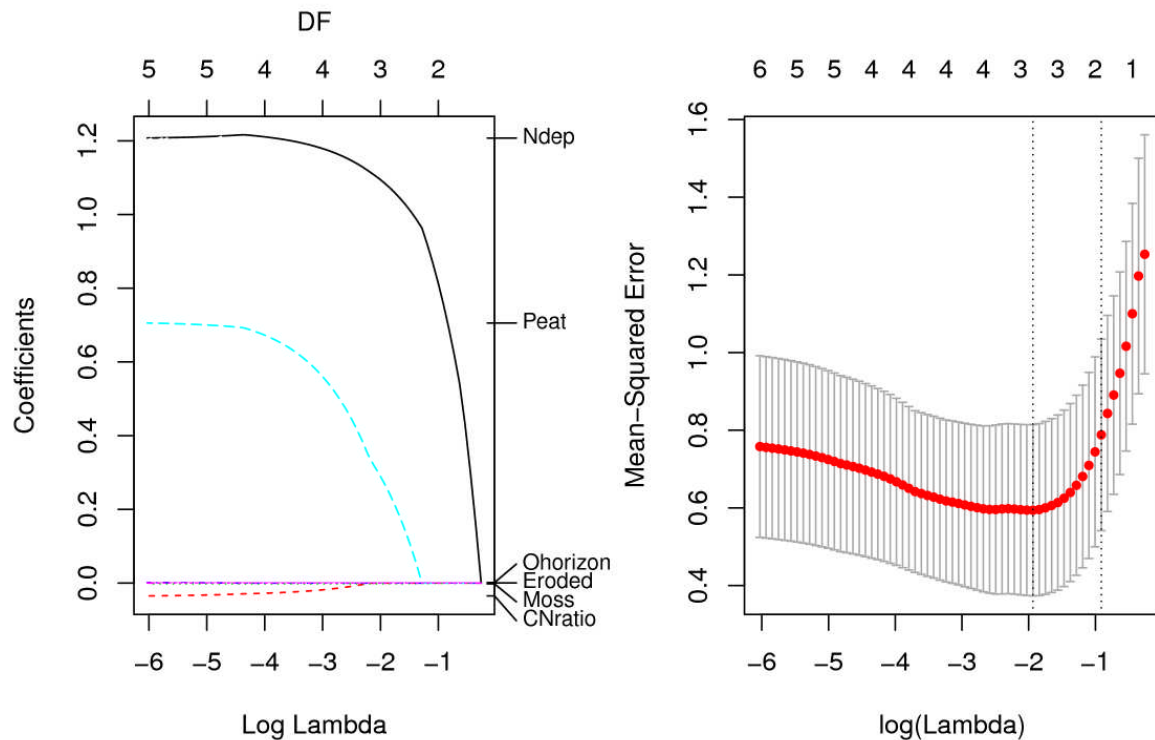 DF
5 5 4 4 3 2
Coefficients
0.0 0.2 0.4 0.6 0.8 1.0 1.2
Ndep
Peat
Ohorizon
Eroded
Moss
CNratio
−6 −5 −4 −3 −2 −1
Log Lambda
6 5 5 4 4 4 4 3 3 2 1
Mean−Squared Error
0.4 0.6 0.8 1.0 1.2 1.4 1.6
−6 −5 −4 −3 −2 −1
log(Lambda)